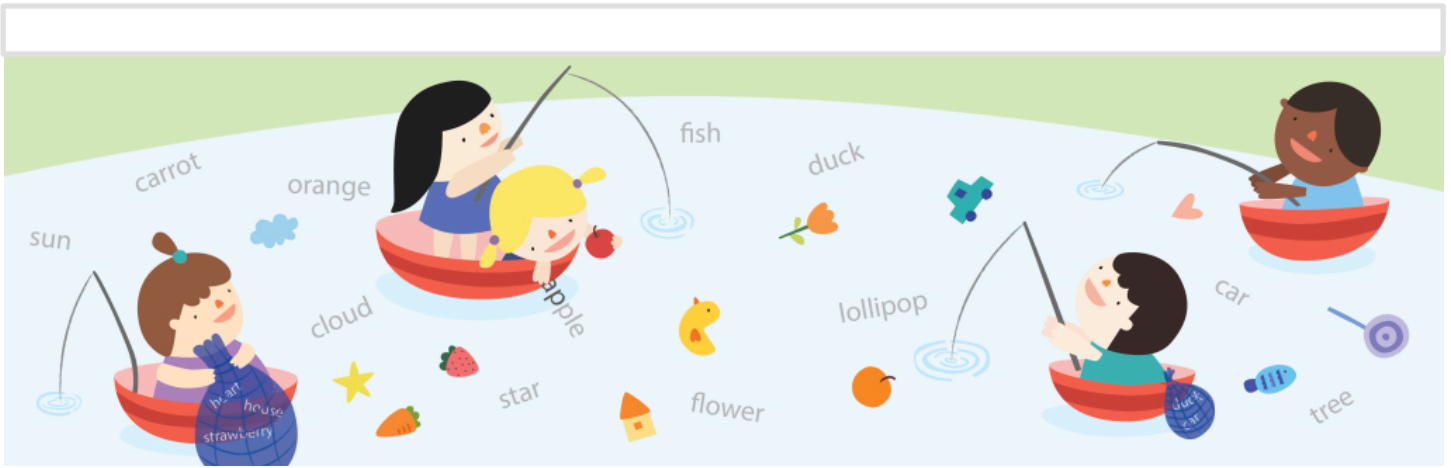 fish
duck
carrot
orange
sun
apple
car
cloud
lollipop
heart
house
strawberry
star
flower
duck
car
tree